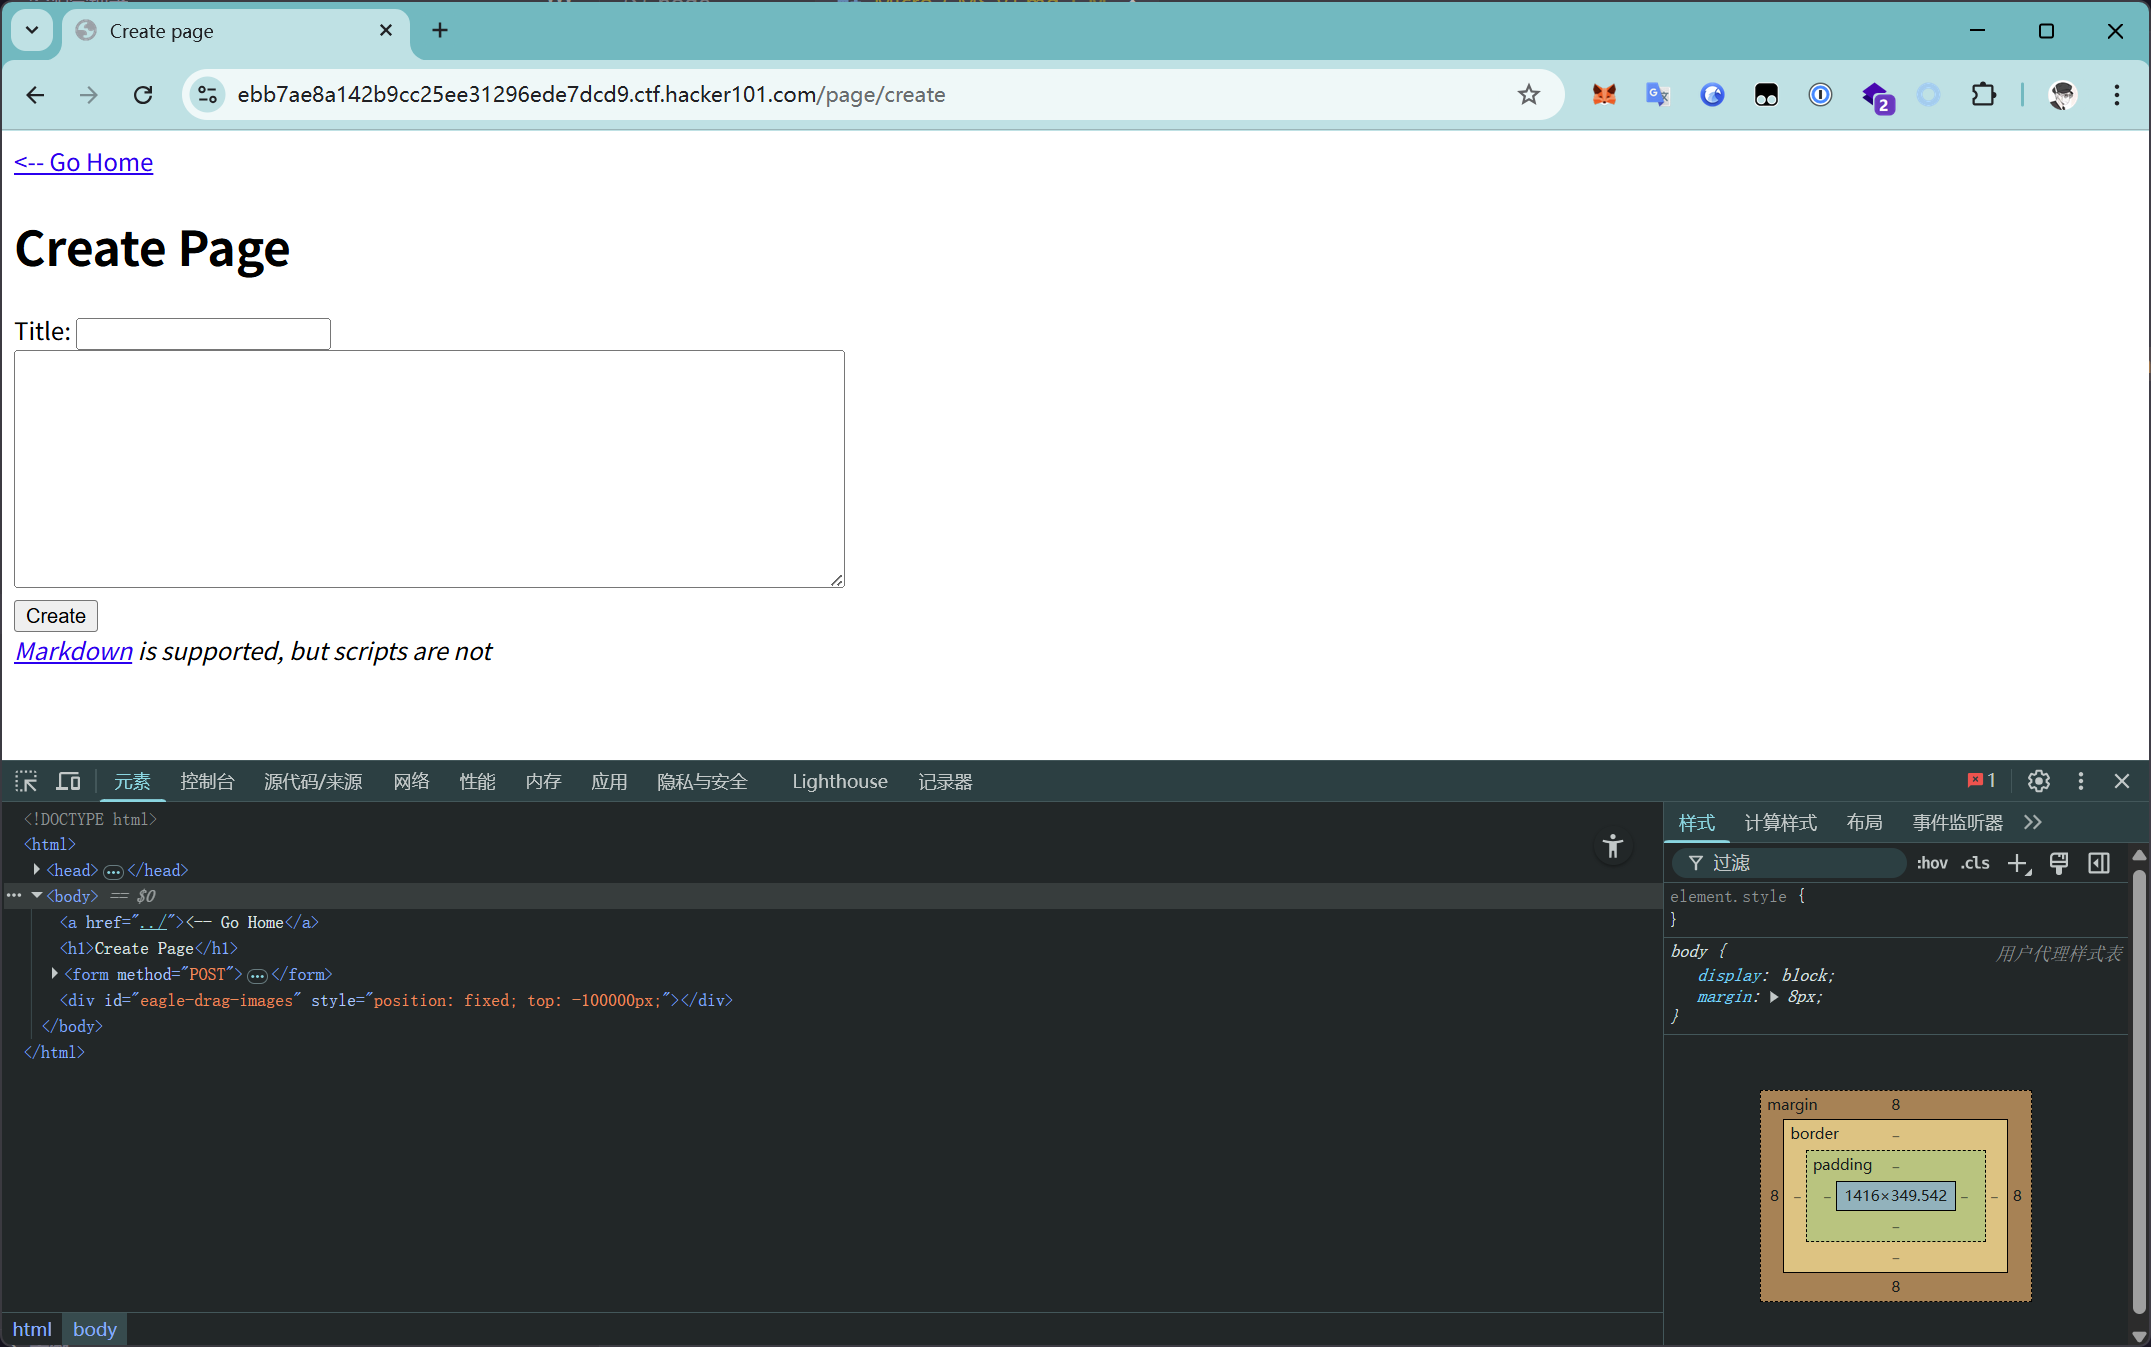 Create page
ebb7ae8a142b9cc25ee31296ede7dcd9.ctf.hacker101.com/page/create
2
<-- Go Home
Create Page
Title:
Create
Markdown is supported, but scripts are not
元素 控制台 源代码/来源 网络 性能 内存 应用 隐私与安全 Lighthouse 记录器 1
<!DOCTYPE html>
<html>
<head> … </head>
<body> == $0
<a href="../"><-- Go Home</a>
<h1>Create Page</h1>
<form method="POST"> … </form>
<div id="eagle-drag-images" style="position: fixed; top: -100000px;"></div>
</body>
</html>
html body
样式 计算样式 布局 事件监听器
过滤 :hov .cls
element.style {
}
body { 用户代理样式表
display: block;
margin: 8px;
}
margin 8
border –
padding –
8 – – 1416×349.542 – – 8
–
–
8